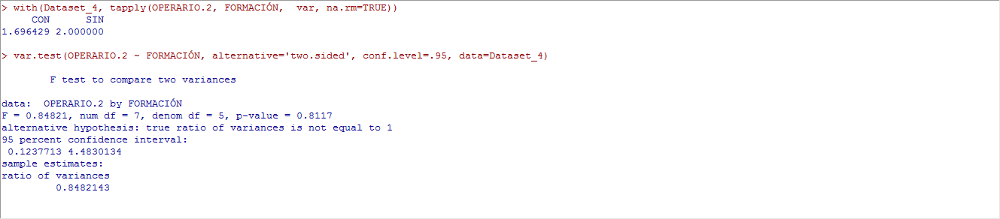 > with(Dataset_4, tapply(OPERARIO.2, FORMACIÓN,  var, na.rm=TRUE))
     CON      SIN
1.696429 2.000000
> var.test(OPERARIO.2 ~ FORMACIÓN, alternative='two.sided', conf.level=.95, data=Dataset_4)
        F test to compare two variances
data:  OPERARIO.2 by FORMACIÓN
F = 0.84821, num df = 7, denom df = 5, p-value = 0.8117
alternative hypothesis: true ratio of variances is not equal to 1
95 percent confidence interval:
 0.1237713 4.4830134
sample estimates:
ratio of variances
         0.8482143